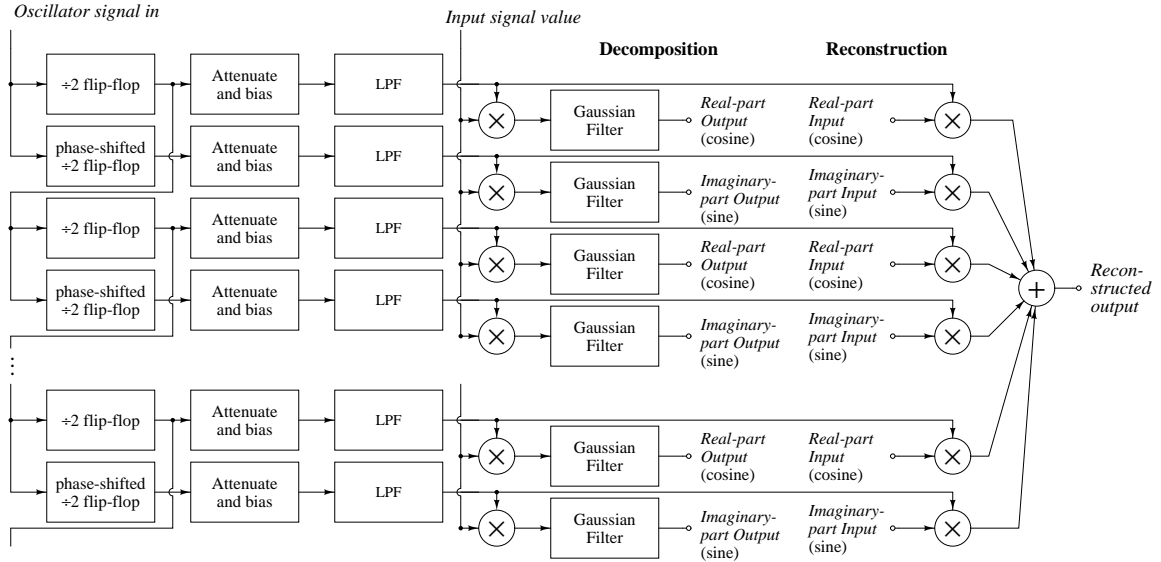 Oscillator signal in
Input signal value
Decomposition
Reconstruction
÷2 flip-flop
Attenuate
and bias
LPF
Gaussian
Filter
Real-part
Output
(cosine)
Real-part
Input
(cosine)
phase-shifted
÷2 flip-flop
Attenuate
and bias
LPF
Gaussian
Filter
Imaginary-
part Output
(sine)
Imaginary-
part Input
(sine)
÷2 flip-flop
Attenuate
and bias
LPF
Gaussian
Filter
Real-part
Output
(cosine)
Real-part
Input
(cosine)
phase-shifted
÷2 flip-flop
Attenuate
and bias
LPF
Gaussian
Filter
Imaginary-
part Output
(sine)
Imaginary-
part Input
(sine)
Recon-
structed
output
÷2 flip-flop
Attenuate
and bias
LPF
Gaussian
Filter
Real-part
Output
(cosine)
Real-part
Input
(cosine)
phase-shifted
÷2 flip-flop
Attenuate
and bias
LPF
Gaussian
Filter
Imaginary-
part Output
(sine)
Imaginary-
part Input
(sine)